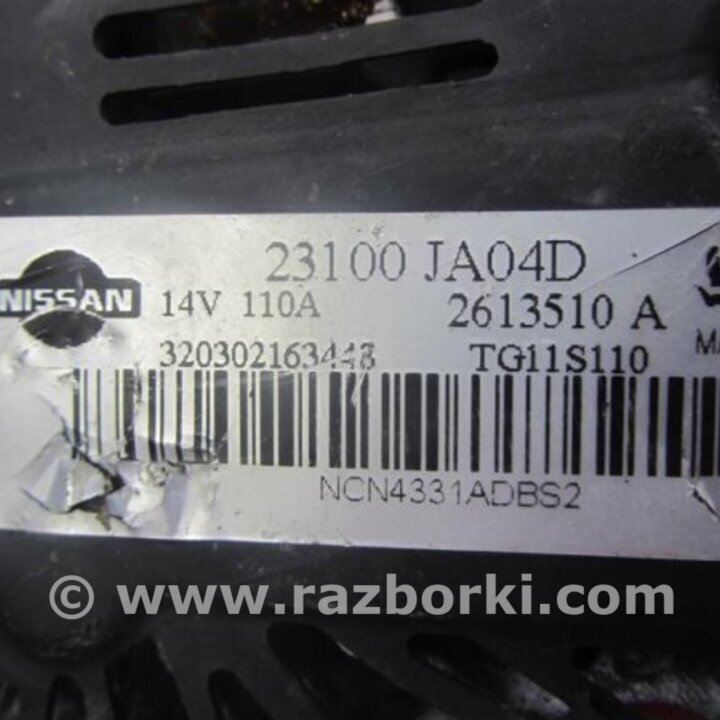 23100 JA04D
NISSAN 14V 110A 2613510 A
320302163448 TG11S110
NCN4331ADBS2
© www.razborki.com